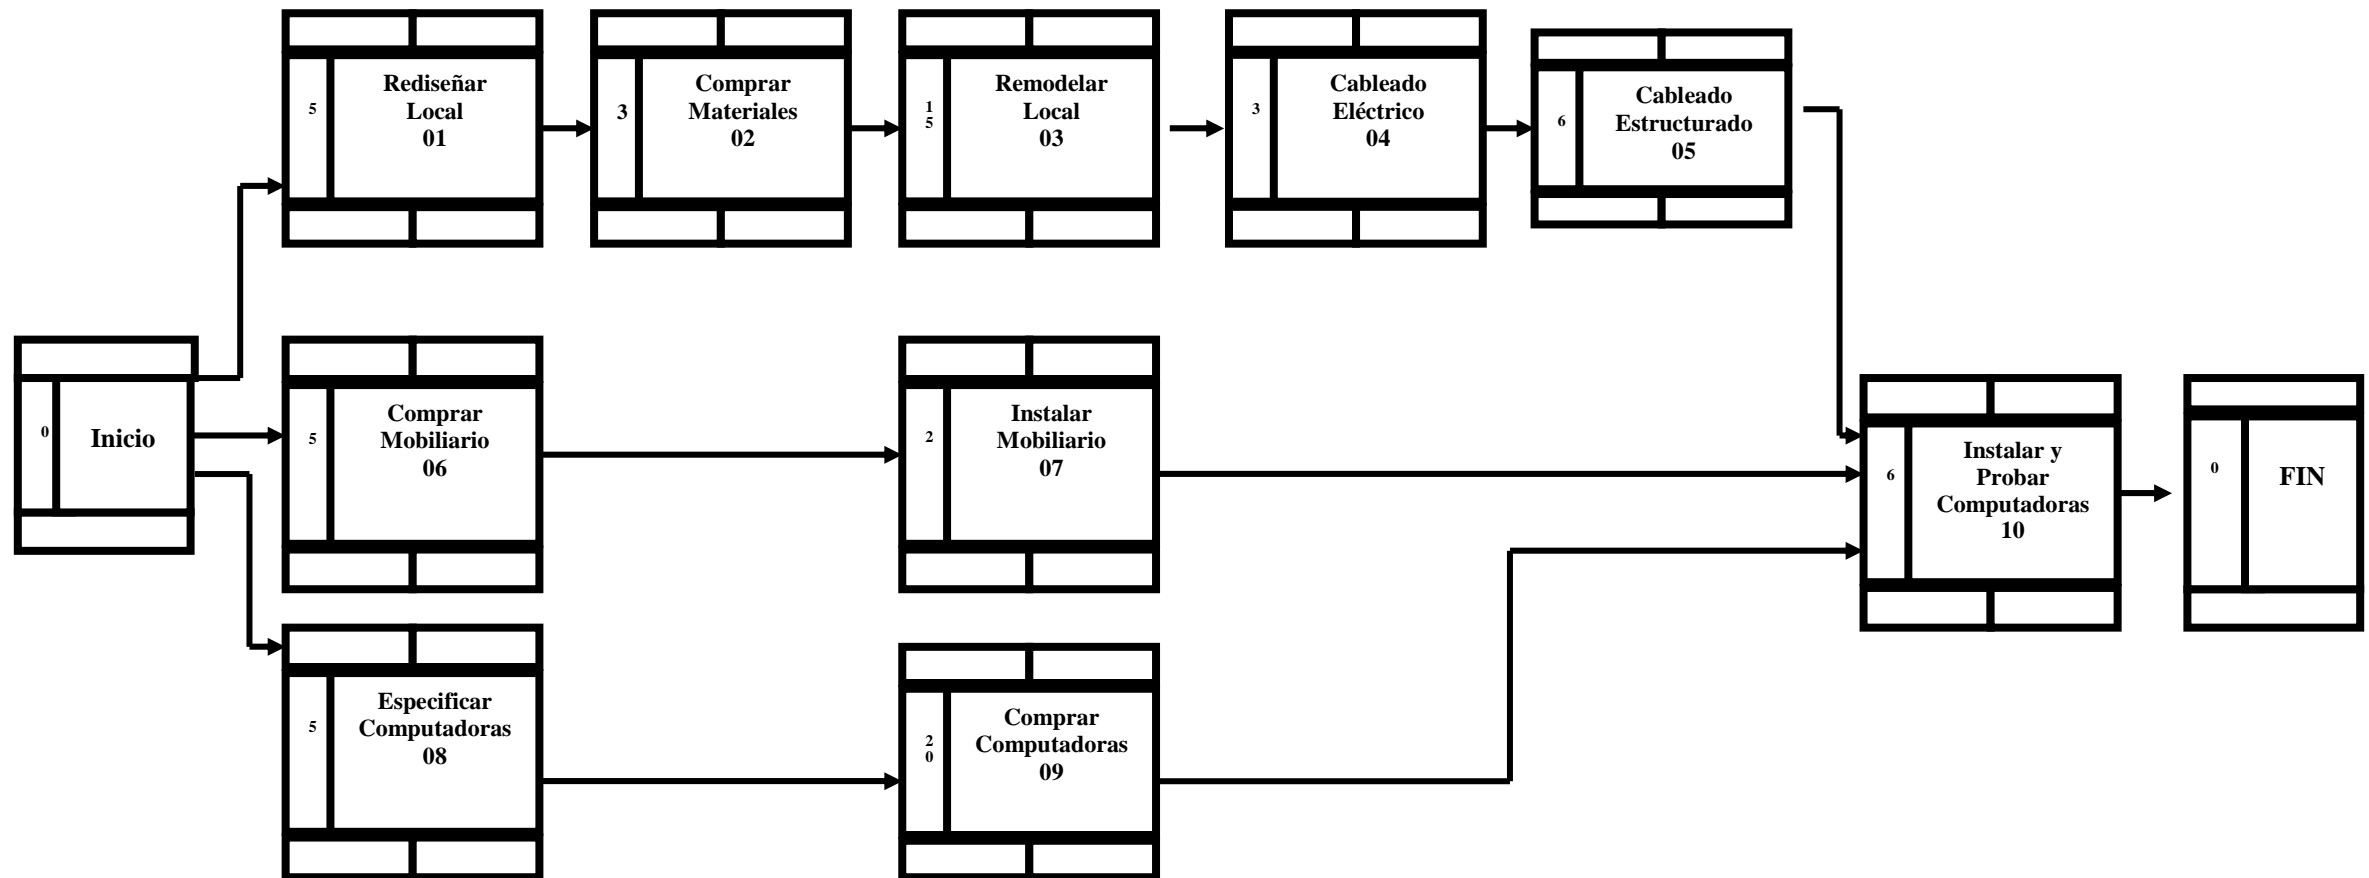 5
Rediseñar
Local
01
3
Comprar
Materiales
02
1
5
Remodelar
Local
03
3
Cableado
Eléctrico
04
6
Cableado
Estructurado
05
0
Inicio
5
Comprar
Mobiliario
06
2
Instalar
Mobiliario
07
6
Instalar y
Probar
Computadoras
10
0
FIN
5
Especificar
Computadoras
08
2
0
Comprar
Computadoras
09